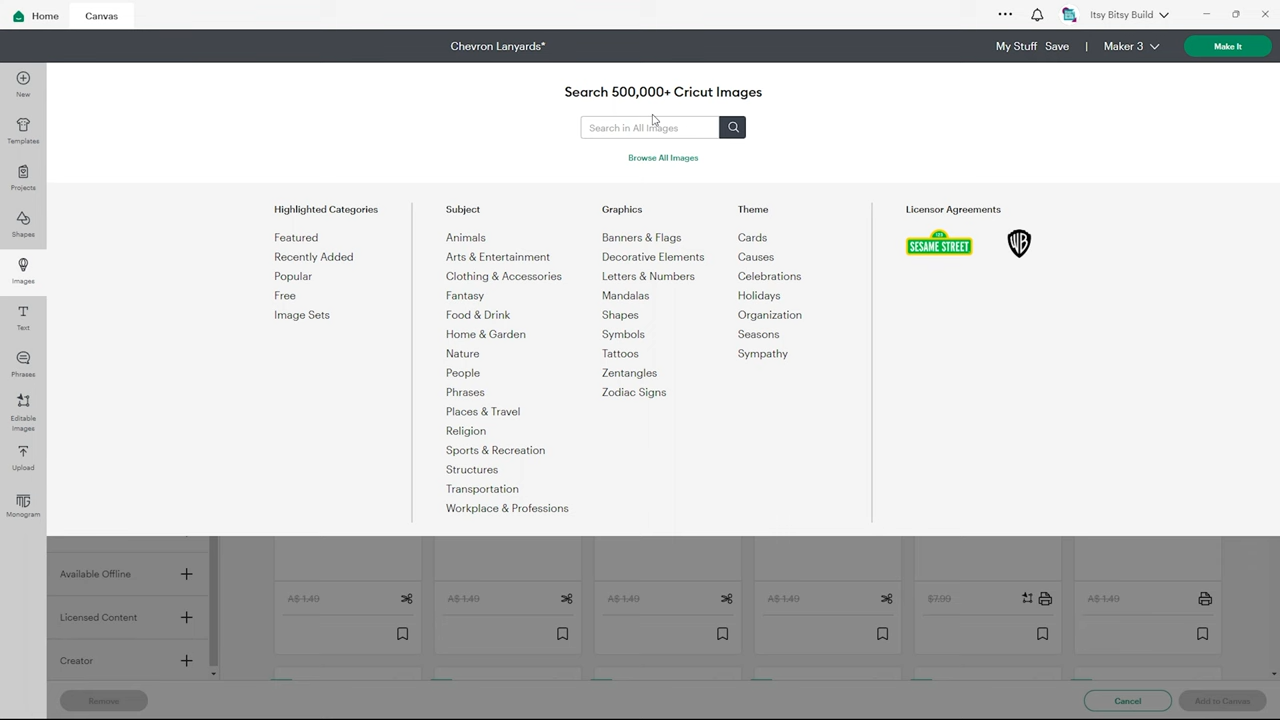 Home
Canvas
Itsy Bitsy Build
Chevron Lanyards*
My Stuff
Save
|
Maker 3
Make It
New
Templates
Projects
Shapes
Images
Text
Phrases
Editable
Images
Upload
Monogram
Search 500,000+ Cricut Images
Search in All Images
Browse All Images
Highlighted Categories
Featured
Recently Added
Popular
Free
Image Sets
Subject
Animals
Arts & Entertainment
Clothing & Accessories
Fantasy
Food & Drink
Home & Garden
Nature
People
Phrases
Places & Travel
Religion
Sports & Recreation
Structures
Transportation
Workplace & Professions
Graphics
Banners & Flags
Decorative Elements
Letters & Numbers
Mandalas
Shapes
Symbols
Tattoos
Zentangles
Zodiac Signs
Theme
Cards
Causes
Celebrations
Holidays
Organization
Seasons
Sympathy
Licensor Agreements
123
SESAME STREET
WB
Available Offline
Licensed Content
Creator
A$ 1.49
A$ 1.49
A$ 1.49
A$ 1.49
$7.99
A$ 1.49
Remove
Cancel
Add to Canvas